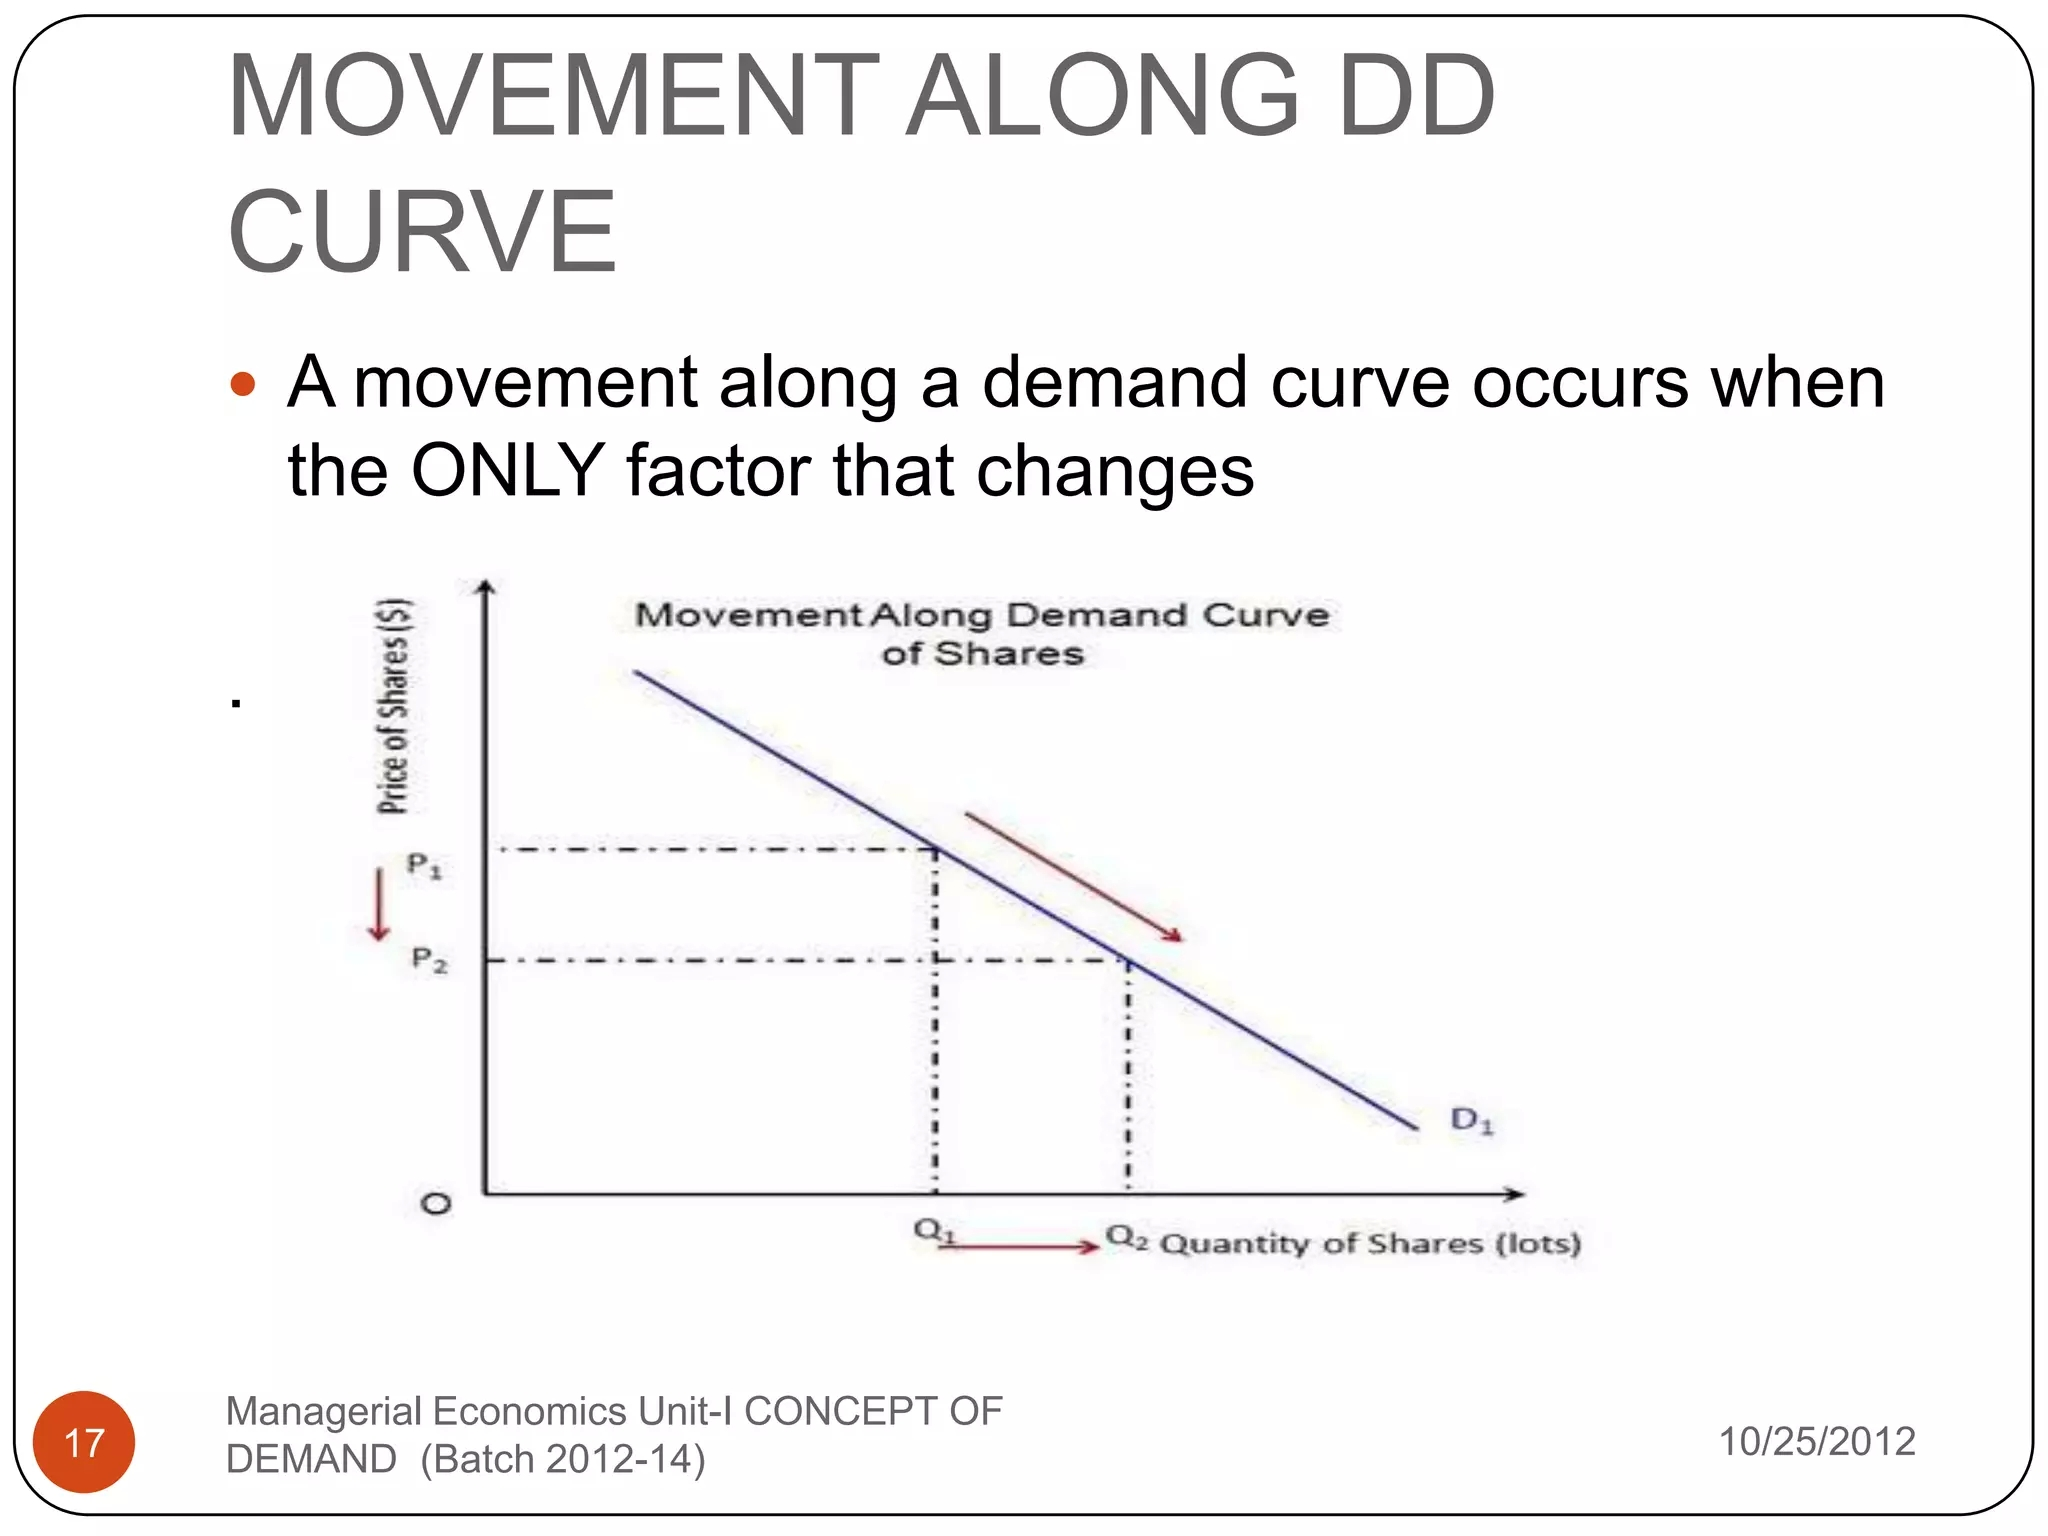 MOVEMENT ALONG DD
CURVE
• A movement along a demand curve occurs when
the ONLY factor that changes
.
Movement Along Demand Curve
of Shares
Price of Shares ($)
P₁
P₂
D₁
O
Q₁
Q₂ Quantity of Shares (lots)
17
Managerial Economics Unit-I CONCEPT OF
DEMAND (Batch 2012-14)
10/25/2012